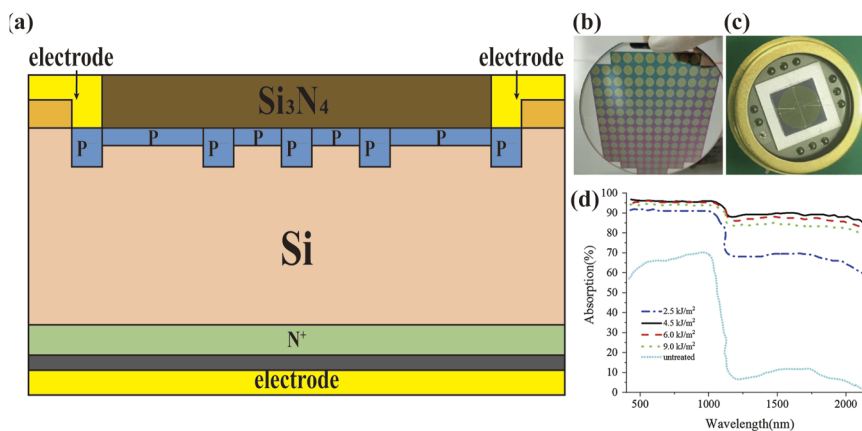 (a)
electrode
electrode
Si₃N₄
P
P
P
P
P
P
P
P
P
Si
N⁺
electrode
(b)
(c)
(d)
Absorption(%)
100
90
80
70
60
50
40
30
20
10
0
2.5 kJ/m²
4.5 kJ/m²
6.0 kJ/m²
9.0 kJ/m²
untreated
500
1000
1500
2000
Wavelength(nm)